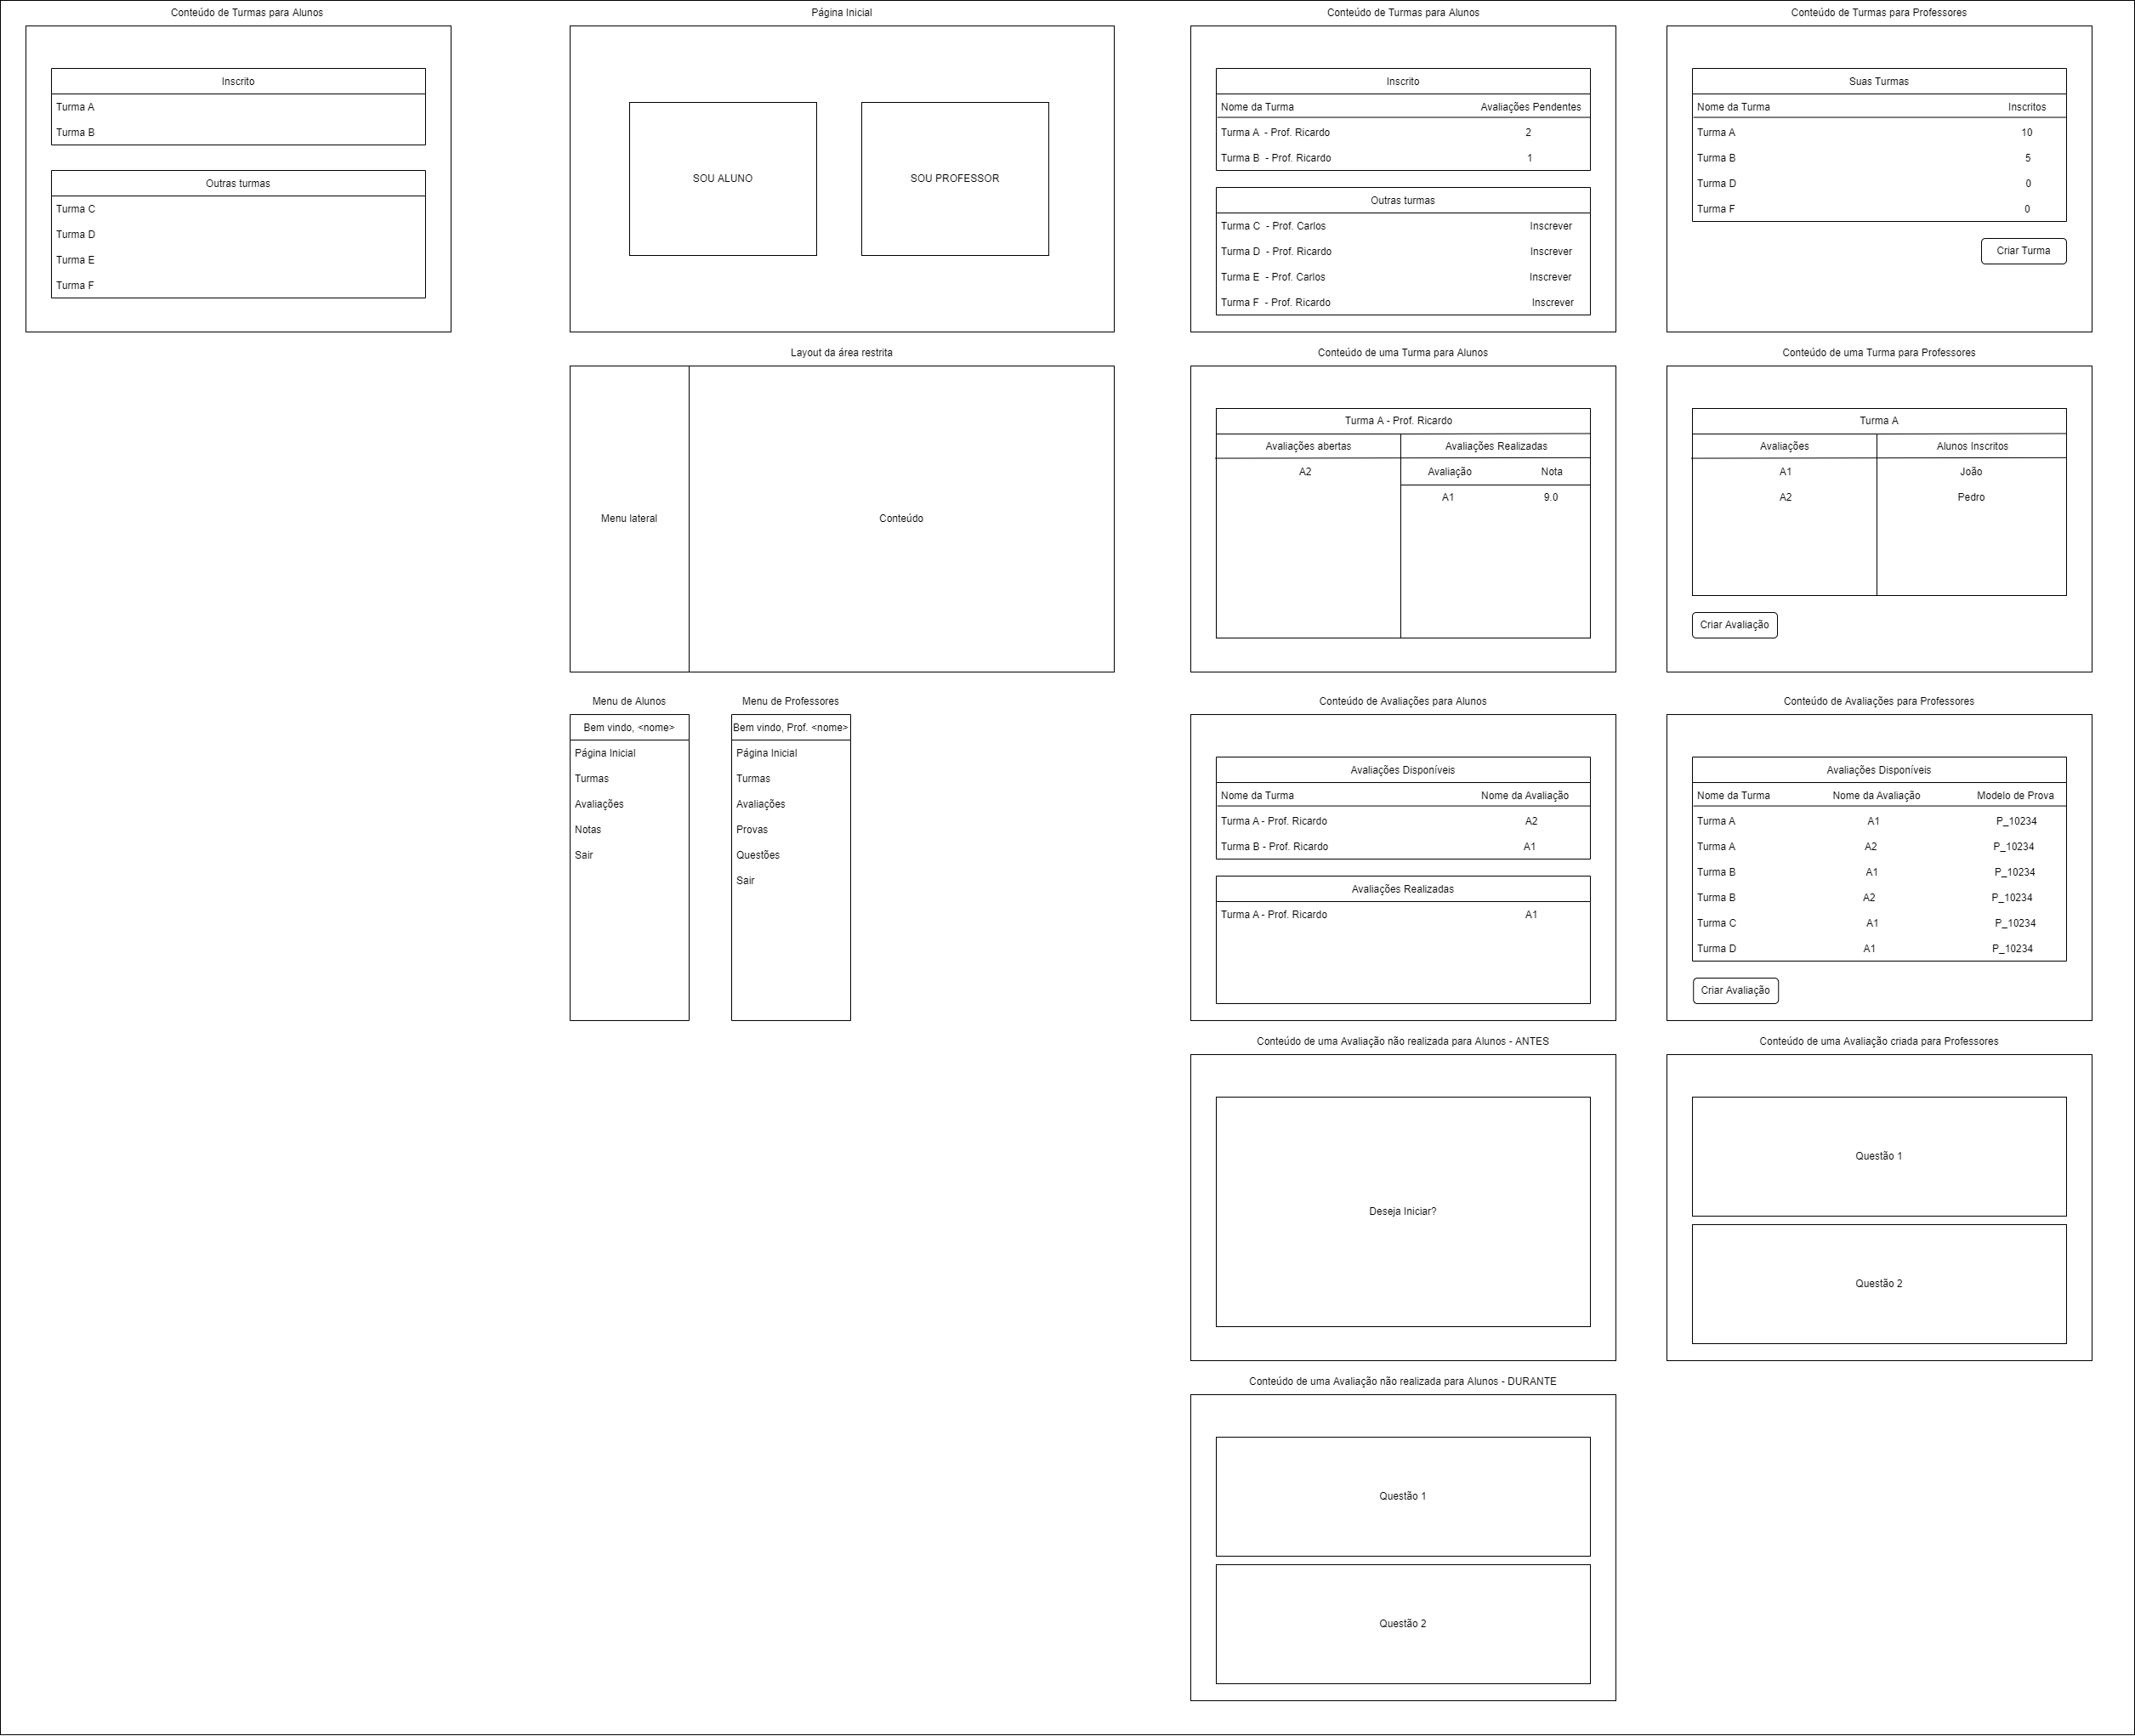 Conteúdo de Turmas para Alunos
Inscrito
Turma A
Turma B
Outras turmas
Turma C
Turma D
Turma E
Turma F
Página Inicial
SOU ALUNO
SOU PROFESSOR
Layout da área restrita
Menu lateral
Conteúdo
Menu de Alunos
Bem vindo, <nome>
Página Inicial
Turmas
Avaliações
Notas
Sair
Menu de Professores
Bem vindo, Prof. <nome>
Página Inicial
Turmas
Avaliações
Provas
Questões
Sair
Conteúdo de Turmas para Alunos
Inscrito
Nome da Turma Avaliações Pendentes
Turma A - Prof. Ricardo 2
Turma B - Prof. Ricardo 1
Outras turmas
Turma C - Prof. Carlos Inscrever
Turma D - Prof. Ricardo Inscrever
Turma E - Prof. Carlos Inscrever
Turma F - Prof. Ricardo Inscrever
Conteúdo de uma Turma para Alunos
Turma A - Prof. Ricardo
Avaliações abertas Avaliações Realizadas
A2 Avaliação Nota
A1 9.0
Conteúdo de Avaliações para Alunos
Avaliações Disponíveis
Nome da Turma Nome da Avaliação
Turma A - Prof. Ricardo A2
Turma B - Prof. Ricardo A1
Avaliações Realizadas
Turma A - Prof. Ricardo A1
Conteúdo de uma Avaliação não realizada para Alunos - ANTES
Deseja Iniciar?
Conteúdo de uma Avaliação não realizada para Alunos - DURANTE
Questão 1
Questão 2
Conteúdo de Turmas para Professores
Suas Turmas
Nome da Turma Inscritos
Turma A 10
Turma B 5
Turma D 0
Turma F 0
Criar Turma
Conteúdo de uma Turma para Professores
Turma A
Avaliações Alunos Inscritos
A1 João
A2 Pedro
Criar Avaliação
Conteúdo de Avaliações para Professores
Avaliações Disponíveis
Nome da Turma Nome da Avaliação Modelo de Prova
Turma A A1 P_10234
Turma A A2 P_10234
Turma B A1 P_10234
Turma B A2 P_10234
Turma C A1 P_10234
Turma D A1 P_10234
Criar Avaliação
Conteúdo de uma Avaliação criada para Professores
Questão 1
Questão 2